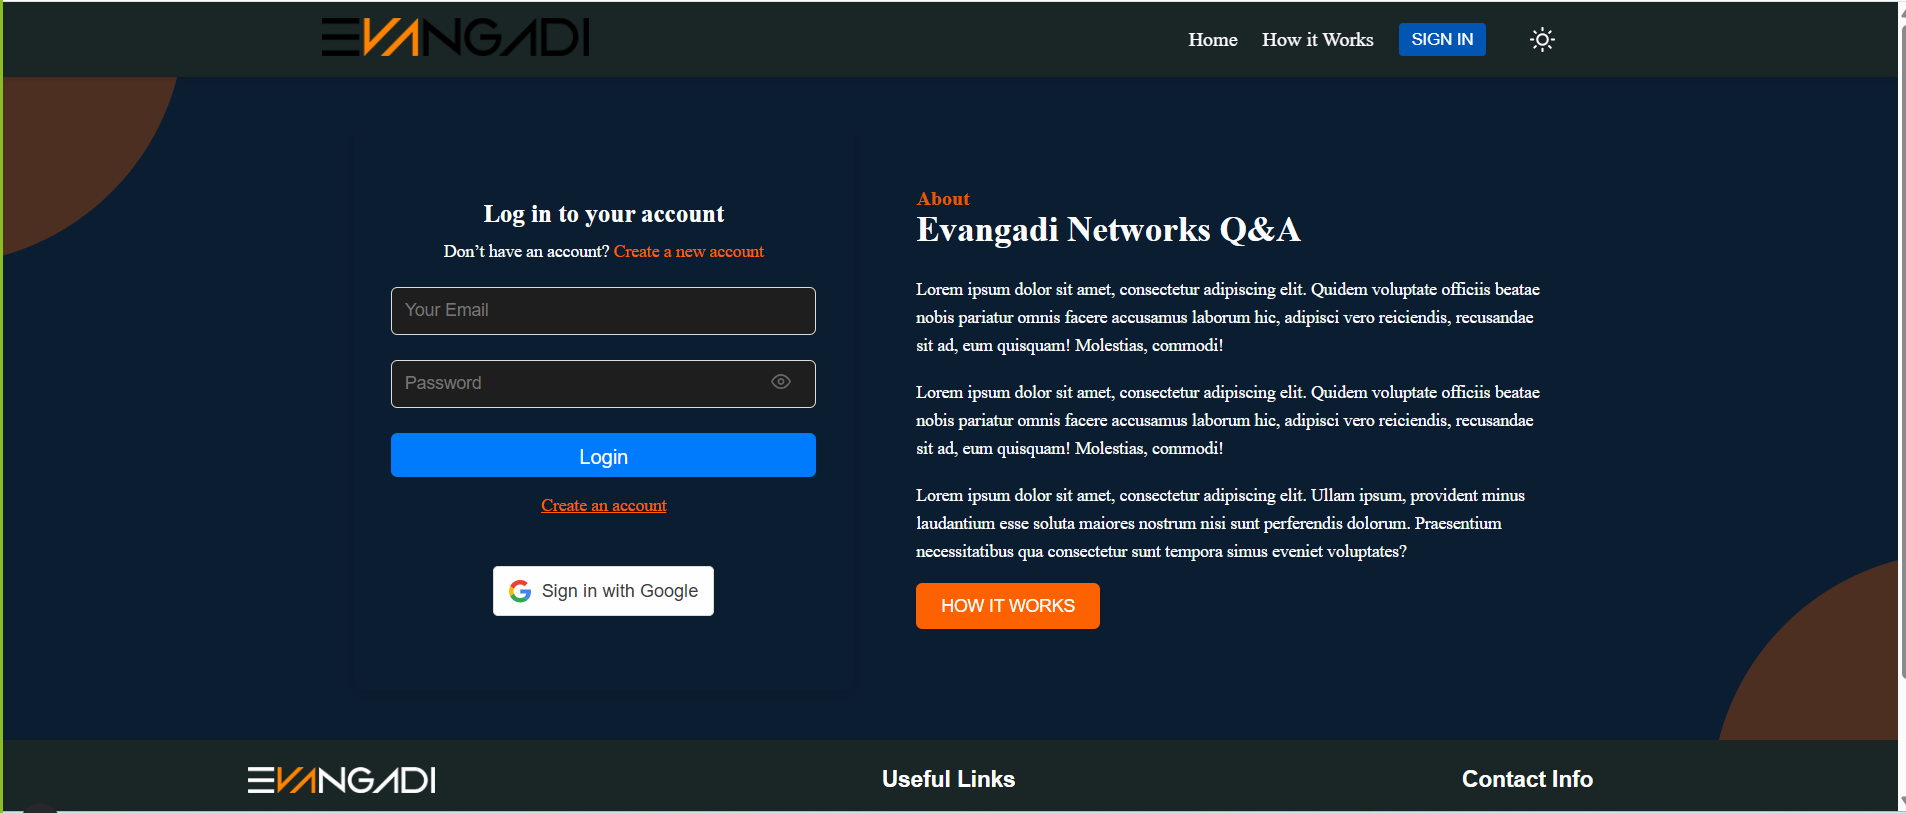 EVANGADI
Home How it Works SIGN IN
Log in to your account
Don’t have an account? Create a new account
Your Email
Password
Login
Create an account
Sign in with Google
About
Evangadi Networks Q&A
Lorem ipsum dolor sit amet, consectetur adipiscing elit. Quidem voluptate officiis beatae
nobis pariatur omnis facere accusamus laborum hic, adipisci vero reiciendis, recusandae
sit ad, eum quisquam! Molestias, commodi!
Lorem ipsum dolor sit amet, consectetur adipiscing elit. Quidem voluptate officiis beatae
nobis pariatur omnis facere accusamus laborum hic, adipisci vero reiciendis, recusandae
sit ad, eum quisquam! Molestias, commodi!
Lorem ipsum dolor sit amet, consectetur adipiscing elit. Ullam ipsum, provident minus
laudantium esse soluta maiores nostrum nisi sunt perferendis dolorum. Praesentium
necessitatibus qua consectetur sunt tempora simus eveniet voluptates?
HOW IT WORKS
EVANGADI
Useful Links
Contact Info